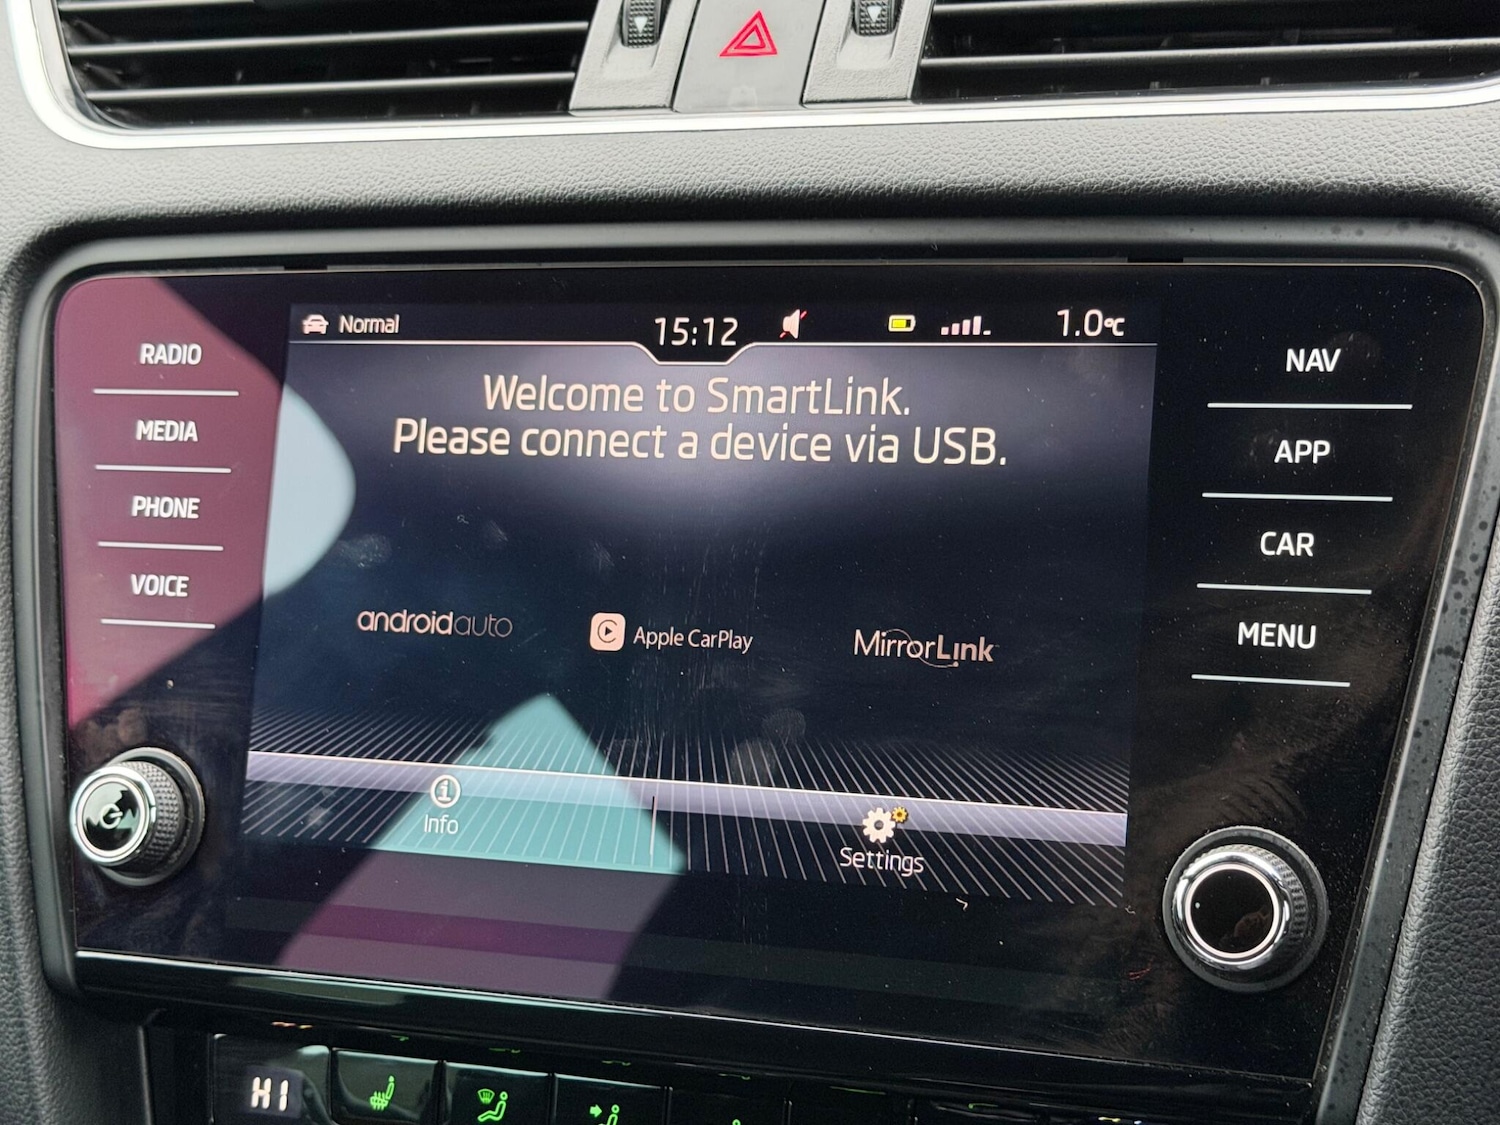 Normal
15:12
1.0°C
RADIO
MEDIA
PHONE
VOICE
Welcome to SmartLink.
Please connect a device via USB.
androidauto
Apple CarPlay
MirrorLink
Info
Settings
NAV
APP
CAR
MENU
HI